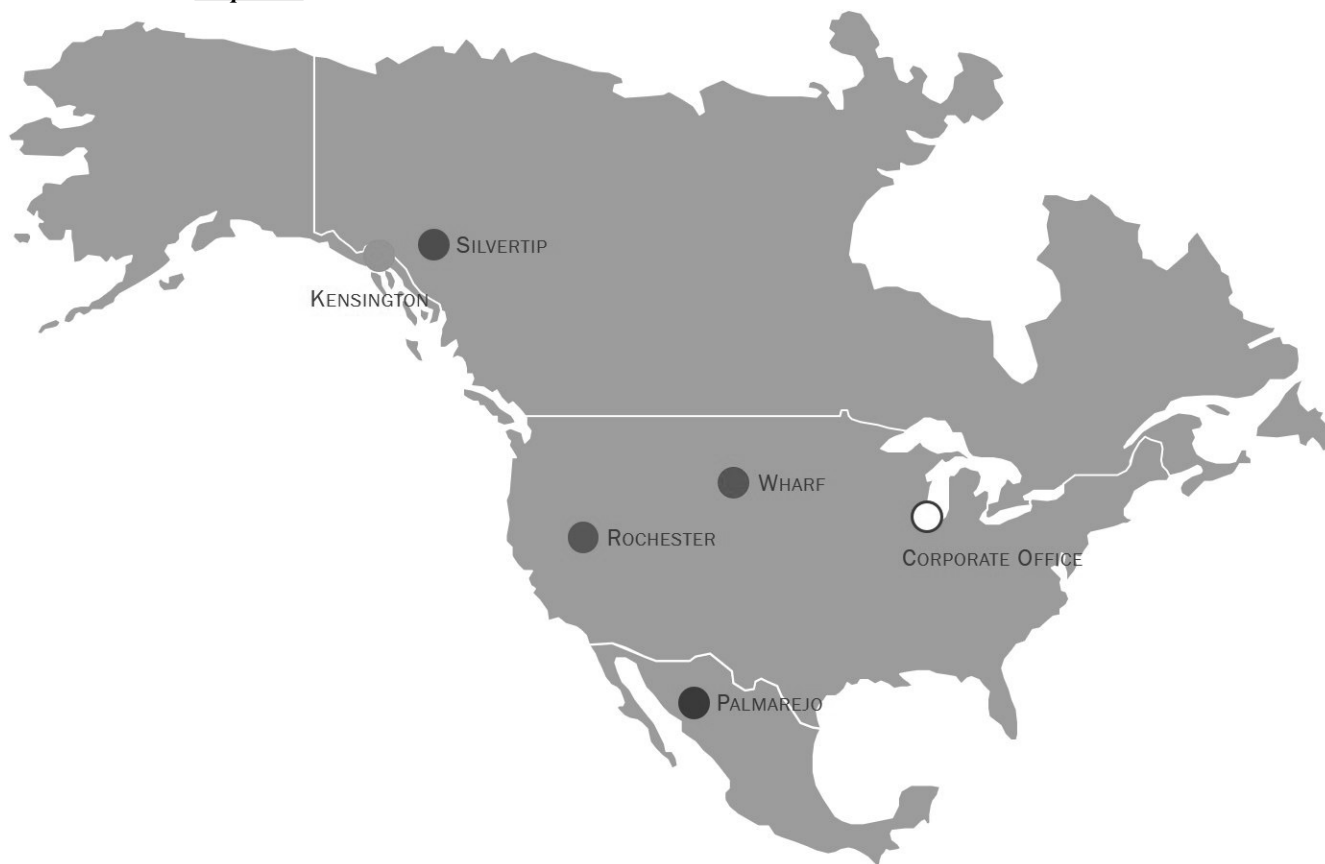 Silvertip
Kensington
Wharf
Rochester
Corporate Office
Palmarejo